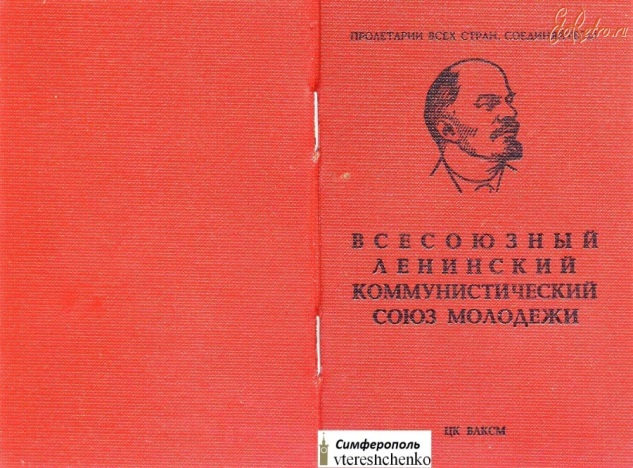 ПРОЛЕТАРИИ ВСЕХ СТРАН, СОЕДИНЯЙТЕСЬ!
ВСЕСОЮЗНЫЙ
ЛЕНИНСКИЙ
КОММУНИСТИЧЕСКИЙ
СОЮЗ МОЛОДЕЖИ
ЦК ВЛКСМ
Симферополь
vtereshchenko